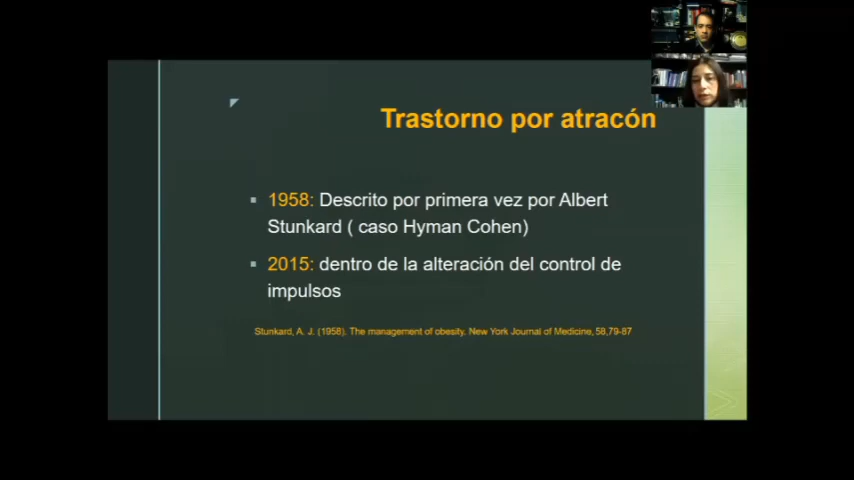 Trastorno por atracón
1958: Descrito por primera vez por Albert
Stunkard ( caso Hyman Cohen)
2015: dentro de la alteración del control de
impulsos
Stunkard, A. J. (1958). The management of obesity. New York Journal of Medicine, 58,79-87